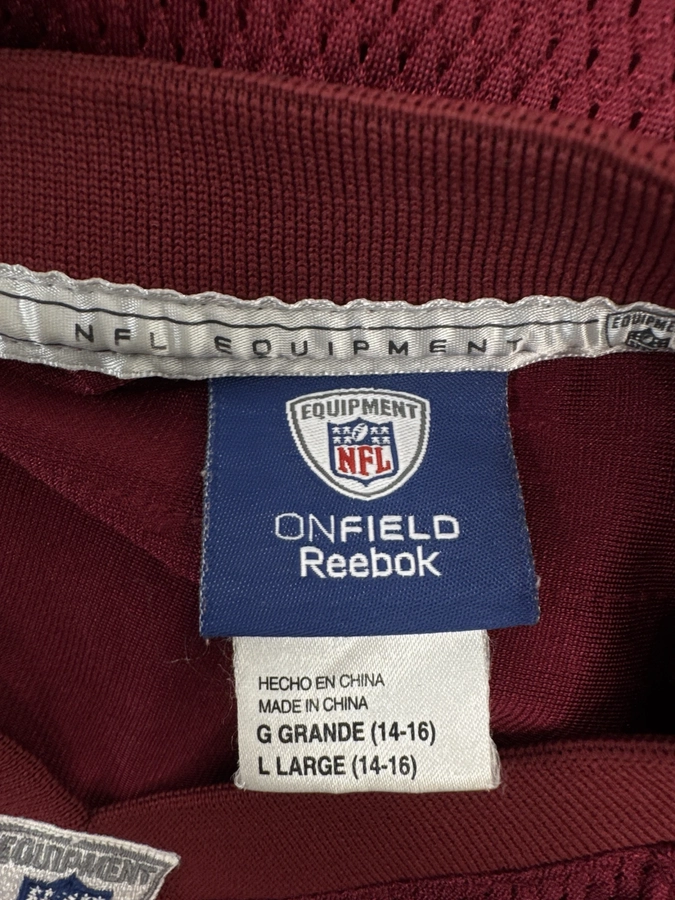 NFL EQUIPMENT
EQUIPME
EQUIPMENT
NFL
ONFIELD
Reebok
HECHO EN CHINA
MADE IN CHINA
G GRANDE (14-16)
L LARGE (14-16)
EQUIPMENT